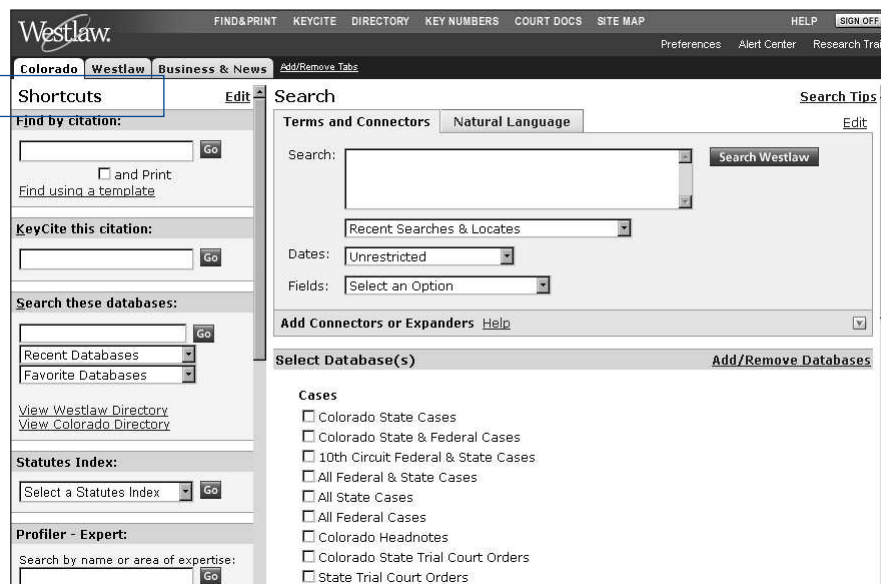 FIND&PRINT KEYCITE DIRECTORY KEY NUMBERS COURT DOCS SITE MAP HELP SIGN OFF
Westlaw.
Preferences Alert Center Research Trai
Colorado Westlaw Business & News Add/Remove Tabs
Shortcuts Edit
Find by citation:
Go
and Print
Find using a template
KeyCite this citation:
Go
Search these databases:
Go
Recent Databases
Favorite Databases
View Westlaw Directory
View Colorado Directory
Statutes Index:
Select a Statutes Index Go
Profiler - Expert:
Search by name or area of expertise:
Go
Search Search Tips
Terms and Connectors Natural Language Edit
Search: Search Westlaw
Recent Searches & Locates
Dates: Unrestricted
Fields: Select an Option
Add Connectors or Expanders Help
Select Database(s) Add/Remove Databases
Cases
Colorado State Cases
Colorado State & Federal Cases
10th Circuit Federal & State Cases
All Federal & State Cases
All State Cases
All Federal Cases
Colorado Headnotes
Colorado State Trial Court Orders
State Trial Court Orders